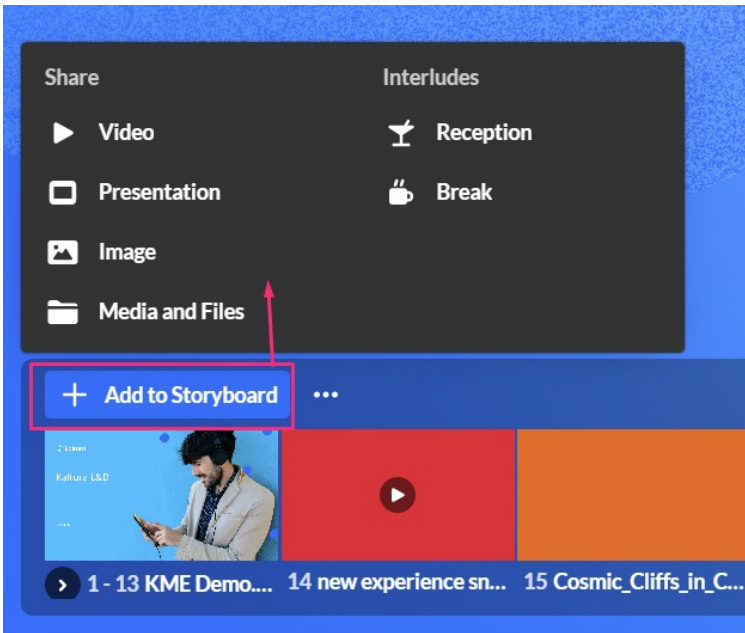 Share
Video
Presentation
Image
Media and Files
Interludes
Reception
Break
Add to Storyboard
Kaltura L&D
1 - 13 KME Demo....
14 new experience sn...
15 Cosmic_Cliffs_in_C...